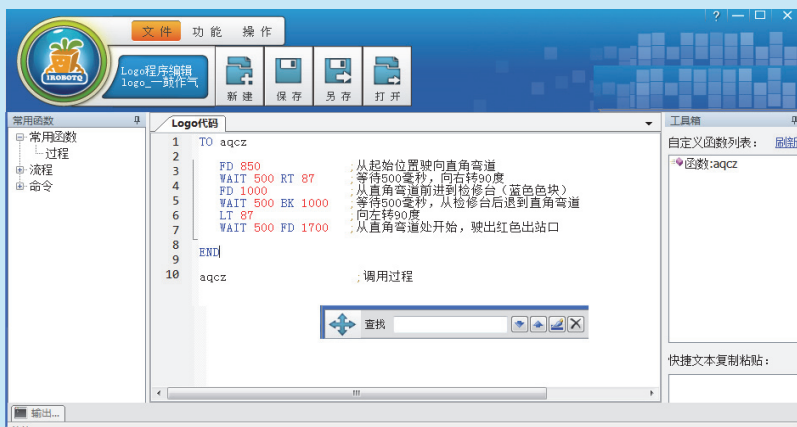 文件 功能 操作
? — □ ×
IROBOTQ
Logo程序编辑
logo_一鼓作气
新建 保存 另存 打开
常用函数
常用函数
过程
流程
命令
Logo代码
1 TO aqcz
2
3 FD 850 ;从起始位置驶向直角弯道
4 WAIT 500 RT 87 ;等待500毫秒,向右转90度
5 FD 1000 ;从直角弯道前进到检修台(蓝色色块)
6 WAIT 500 BK 1000 ;等待500毫秒,从检修台后退到直角弯道
7 LT 87 ;向左转90度
8 WAIT 500 FD 1700 ;从直角弯道处开始,驶出红色出站口
9 END
10 aqcz ;调用过程
查找
工具箱
自定义函数列表: 刷新
函数:aqcz
快捷文本复制粘贴:
输出...